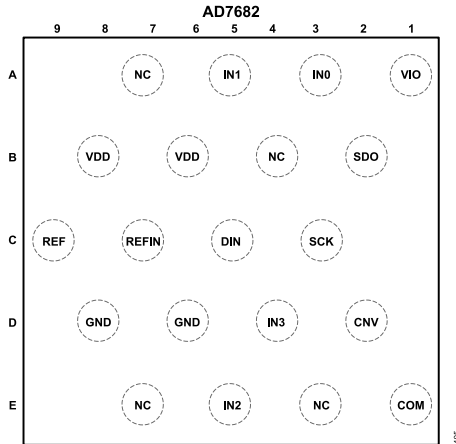 AD7682
9 8 7 6 5 4 3 2 1
A NC IN1 IN0 VIO
B VDD VDD NC SDO
C REF REFIN DIN SCK
D GND GND IN3 CNV
E NC IN2 NC COM